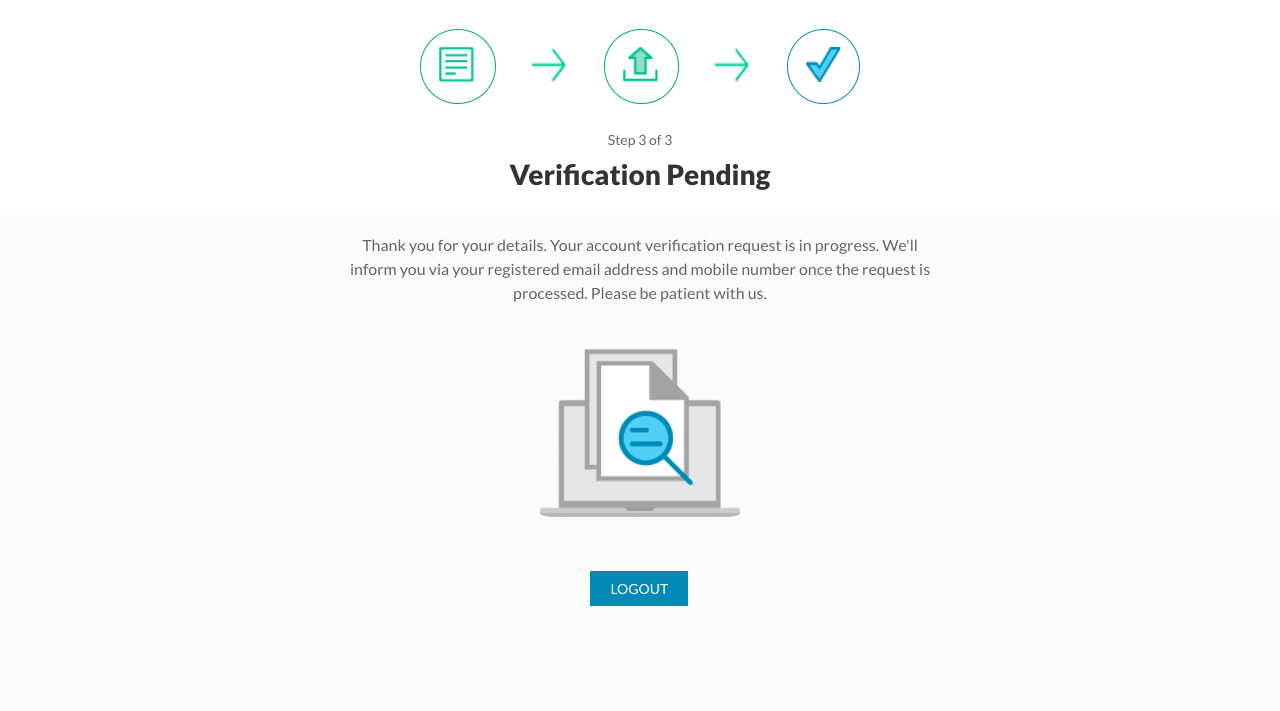 Step 3 of 3
Verification Pending
Thank you for your details. Your account verification request is in progress. We'll
inform you via your registered email address and mobile number once the request is
processed. Please be patient with us.
LOGOUT